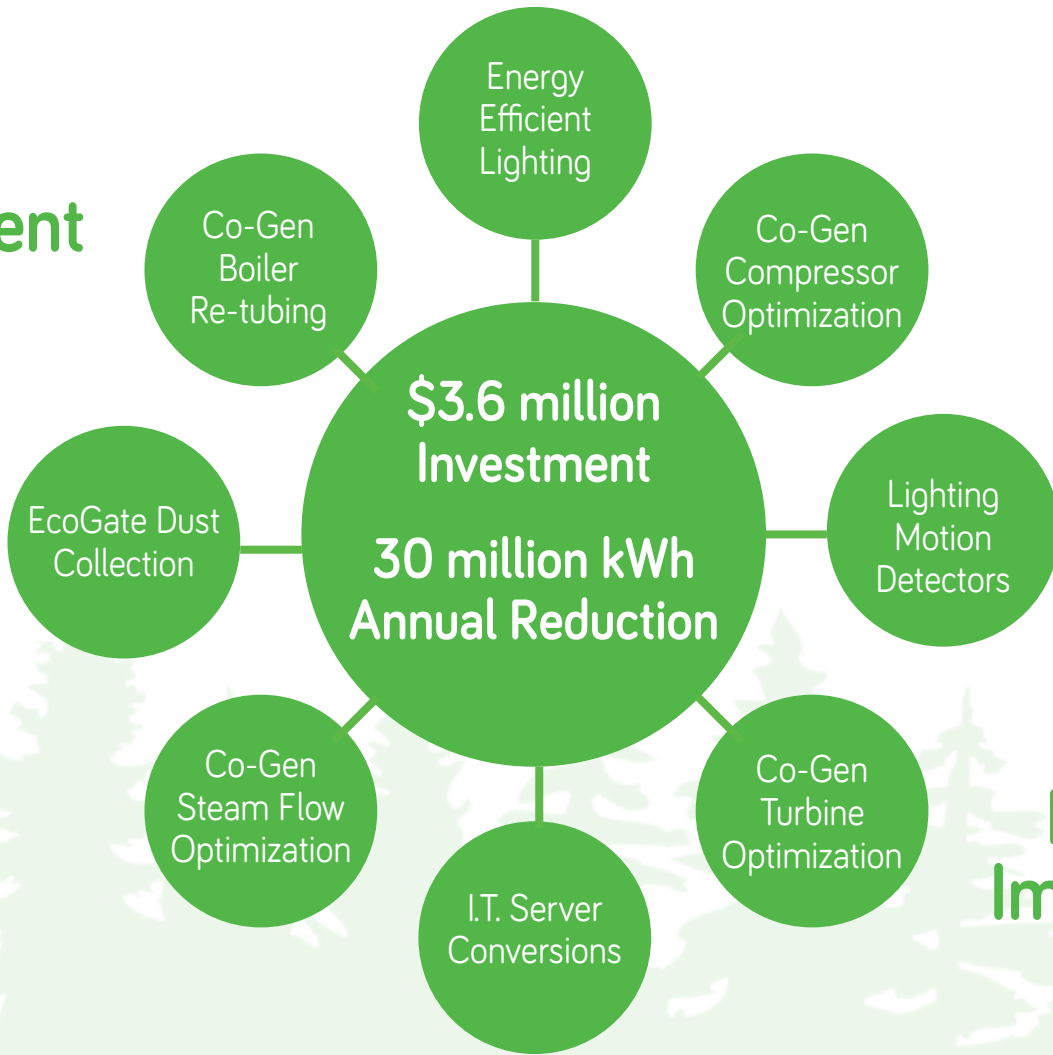 Energy
Efficient
Lighting
Co-Gen
Boiler
Re-tubing
Co-Gen
Compressor
Optimization
$3.6 million
Investment
30 million kWh
Annual Reduction
EcoGate Dust
Collection
Lighting
Motion
Detectors
Co-Gen
Steam Flow
Optimization
Co-Gen
Turbine
Optimization
I.T. Server
Conversions